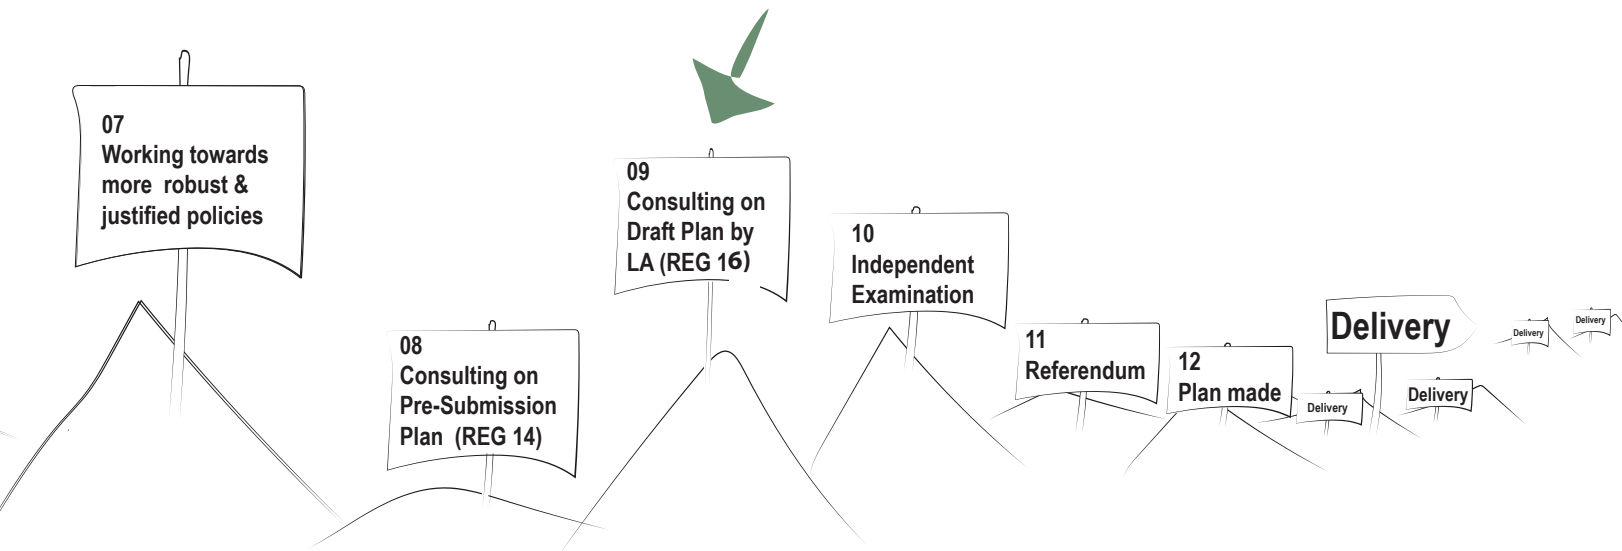 07
Working towards
more robust &
justified policies
08
Consulting on
Pre-Submission
Plan (REG 14)
09
Consulting on
Draft Plan by
LA (REG 16)
10
Independent
Examination
11
Referendum
12
Plan made
Delivery
Delivery
Delivery
Delivery
Delivery